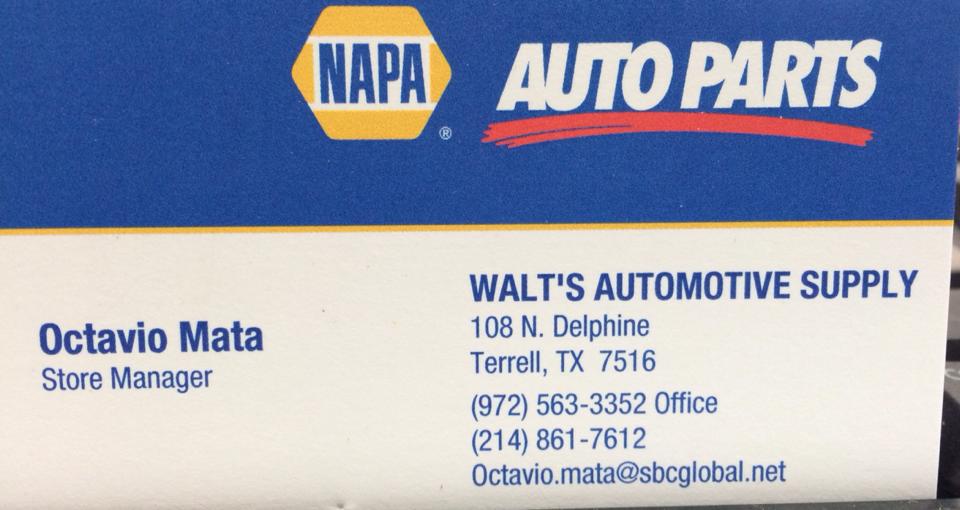 NAPA ® AUTO PARTS
WALT'S AUTOMOTIVE SUPPLY
108 N. Delphine
Terrell, TX 7516
Octavio Mata
Store Manager
(972) 563-3352 Office
(214) 861-7612
Octavio.mata@sbcglobal.net